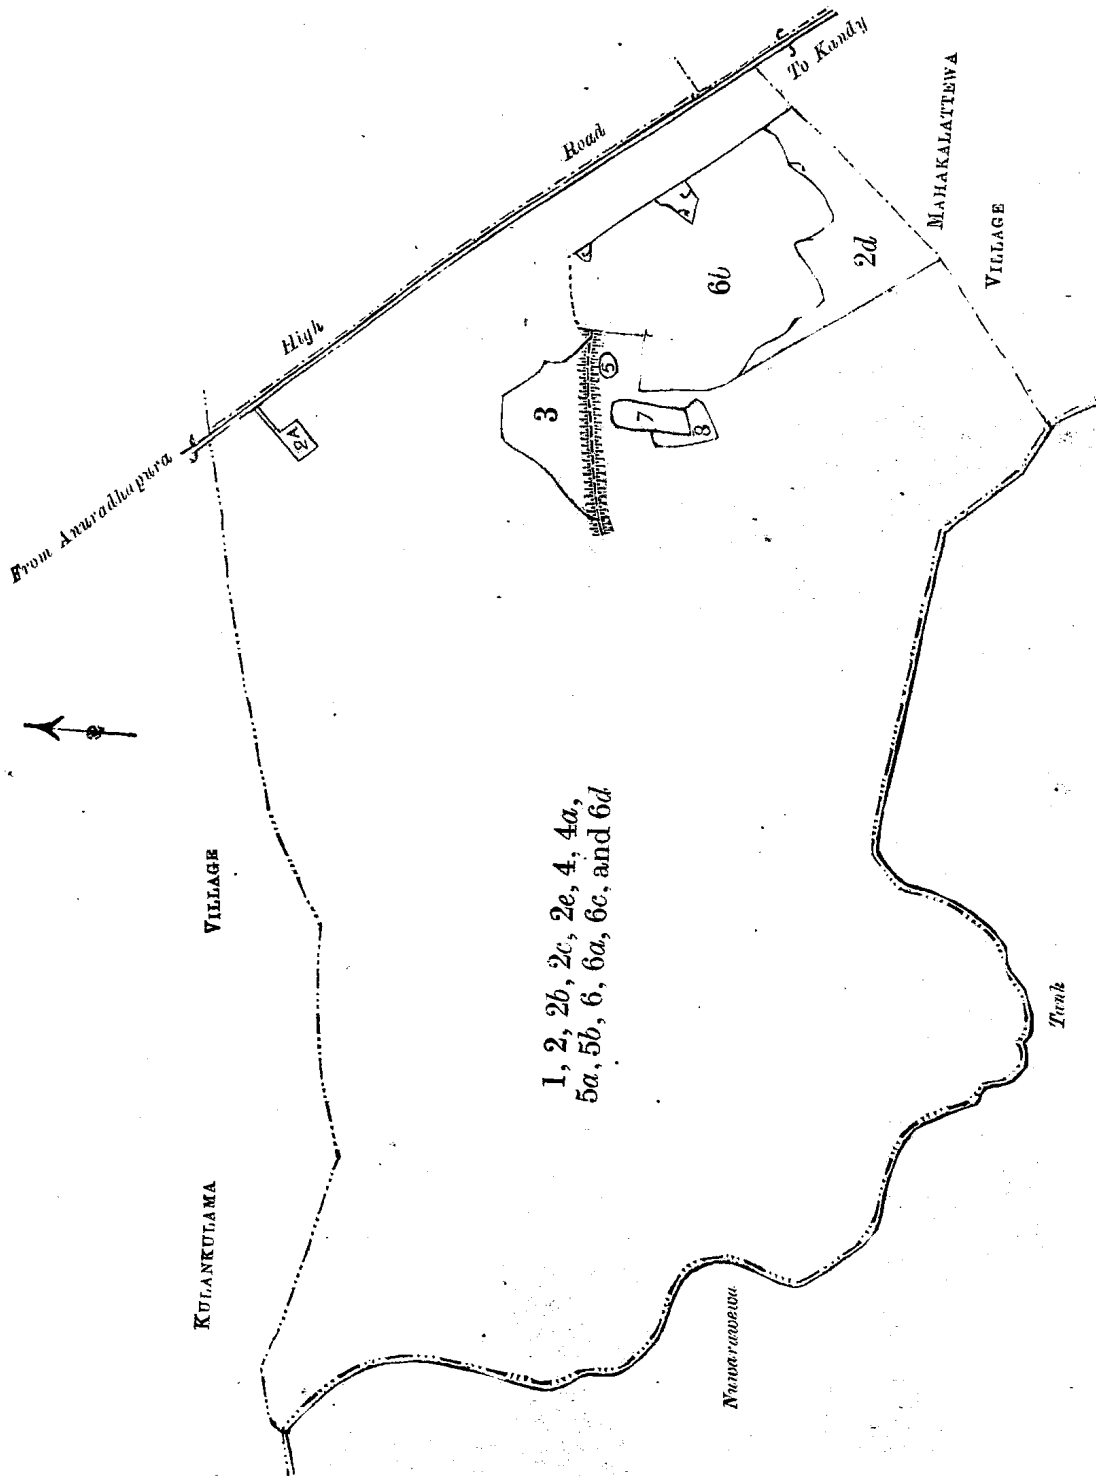 From Anuradhapura
High
Road
To Kandy
2A
3
5
6b
7
8
2d
MAHAKALATTEWA
VILLAGE
KULANKULAMA
VILLAGE
1, 2, 2b, 2c, 2e, 4, 4a,
5a, 5b, 6, 6a, 6c, and 6d
Nuwarawewa
Tank